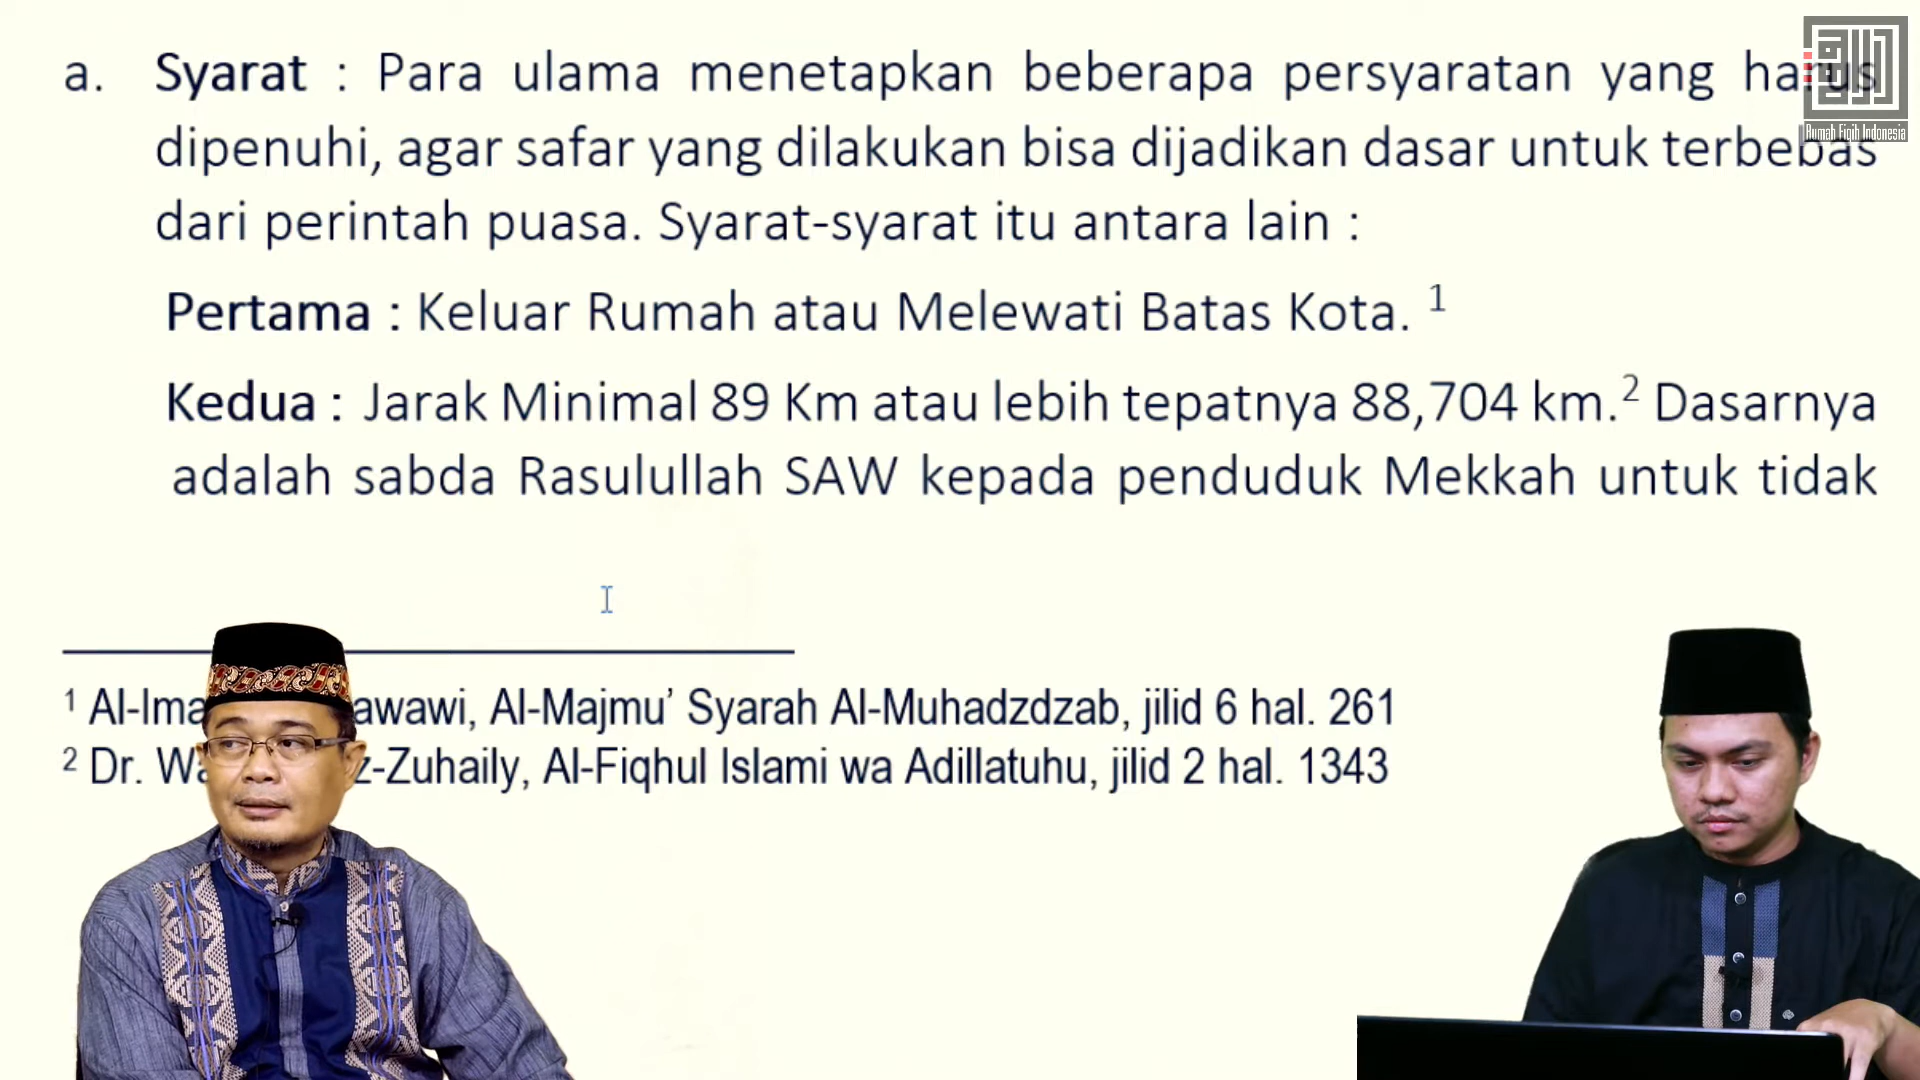 a. Syarat : Para ulama menetapkan beberapa persyaratan yang harus
dipenuhi, agar safar yang dilakukan bisa dijadikan dasar untuk terbebas
dari perintah puasa. Syarat-syarat itu antara lain :
Pertama : Keluar Rumah atau Melewati Batas Kota. 1
Kedua : Jarak Minimal 89 Km atau lebih tepatnya 88,704 km.2 Dasarnya
adalah sabda Rasulullah SAW kepada penduduk Mekkah untuk tidak
1 Al-Ima awawi, Al-Majmu’ Syarah Al-Muhadzdzab, jilid 6 hal. 261
2 Dr. Wa z-Zuhaily, Al-Fiqhul Islami wa Adillatuhu, jilid 2 hal. 1343
Rumah Fiqih Indonesia